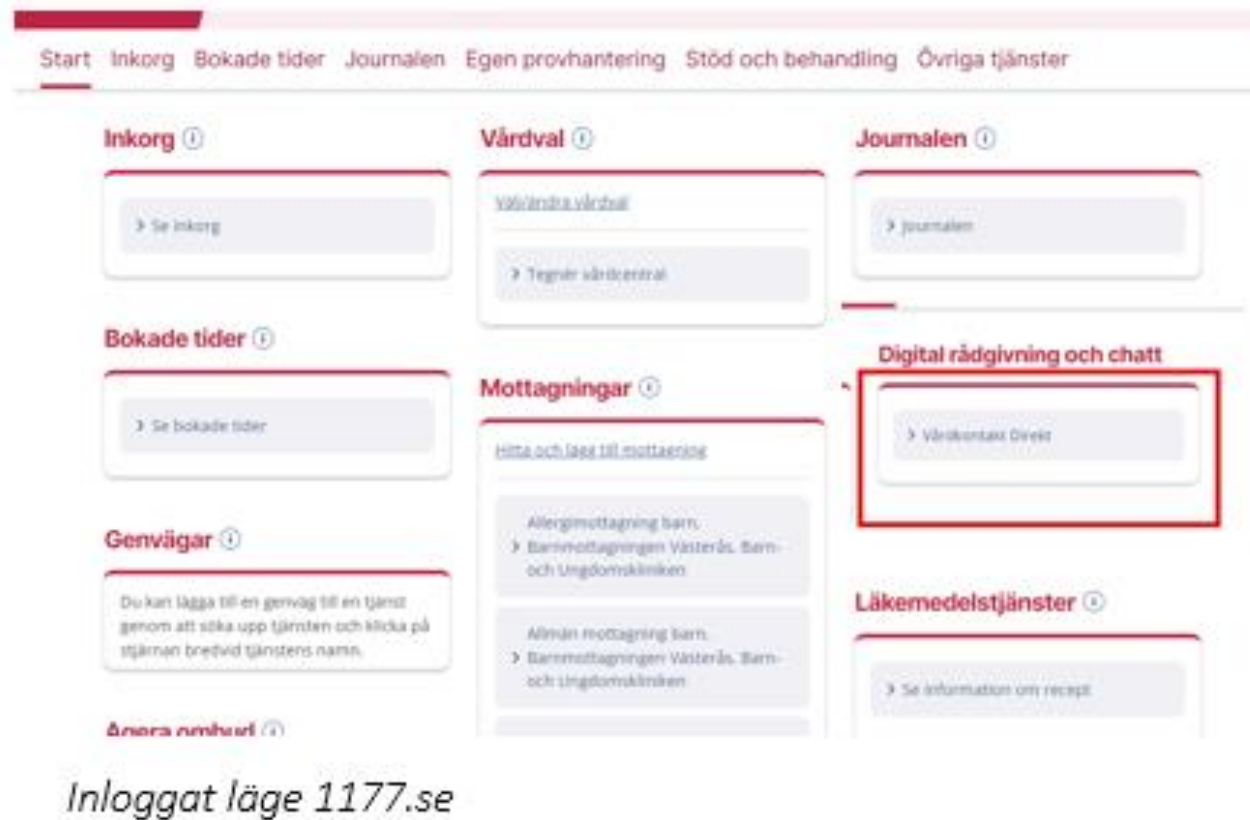 Start Inkorg Bokade tider Journalen Egen provhantering Stöd och behandling Övriga tjänster
Inkorg
Se inkorg
Bokade tider
Se bokade tider
Genvägar
Du kan lägga till en genväg till en tjänst
genom att söka upp tjänsten och klicka på
stjärnan bredvid tjänstens namn.
Agera ombud
Vårdval
Välj/ändra vårdval
Tegnér vårdcentral
Mottagningar
Hitta och lägg till mottagning
Allergimottagning barn,
Barnmottagningen Västerås, Barn-
och Ungdomskliniken
Allmän mottagning barn,
Barnmottagningen Västerås, Barn-
och Ungdomskliniken
Journalen
Journalen
Digital rådgivning och chatt
Vårdkontakt Direkt
Läkemedelstjänster
Se information om recept
Inloggat läge 1177.se